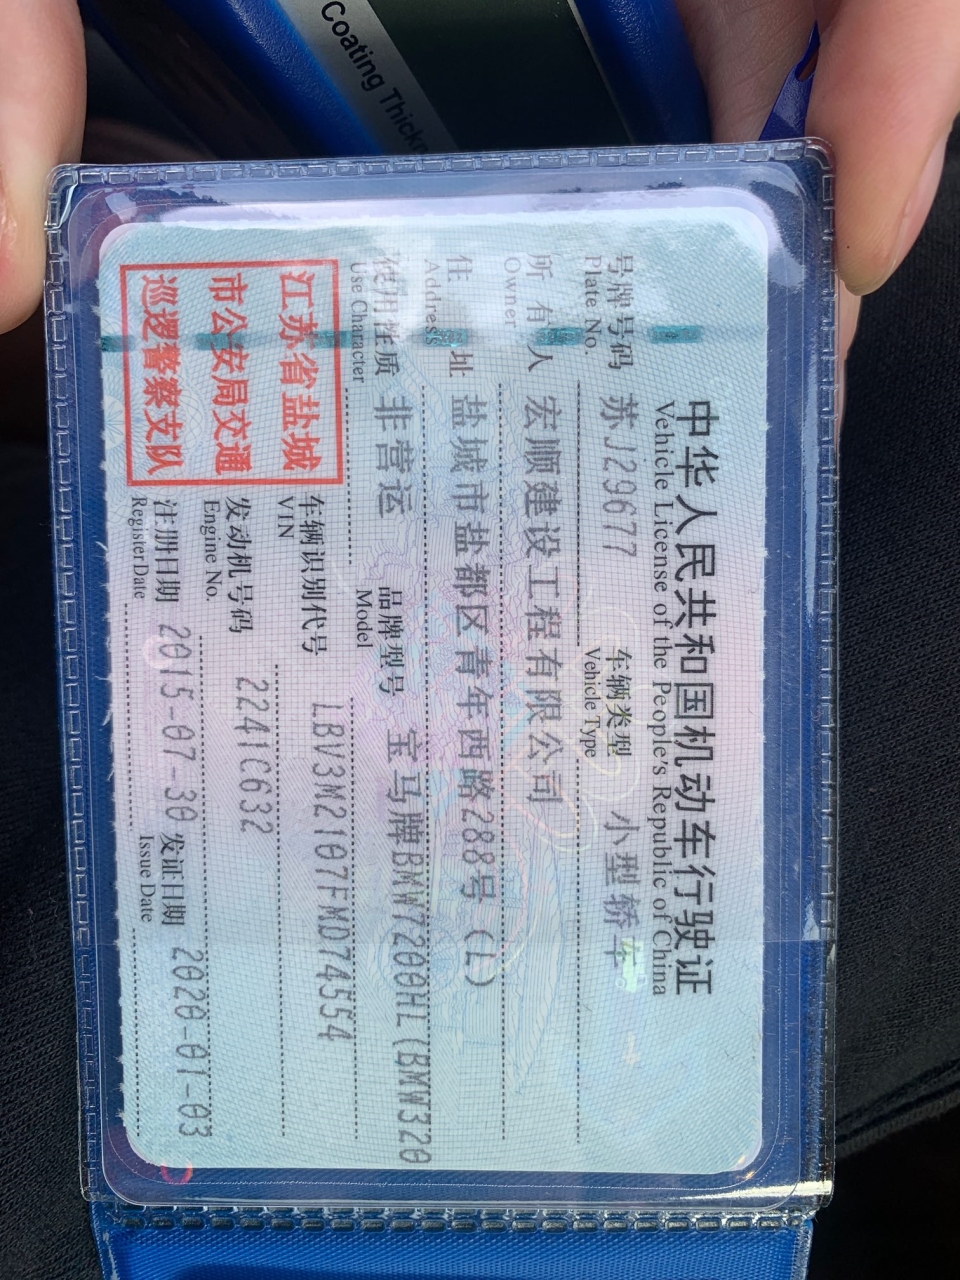 Coating Thickn
中华人民共和国机动车行驶证
Vehicle License of the People's Republic of China
号牌号码 苏J29677 车辆类型 小型轿车
Plate No. Vehicle Type
所有人 宏顺建设工程有限公司
Owner
住址 盐城市盐都区青年西路288号(L)
Address
使用性质 非营运 品牌型号 宝马牌BMW7200HL(BMW320
Use Character Model
江苏省盐城
市公安局交通
巡逻警察支队
车辆识别代号 LBV3M2107FMD74554
VIN
发动机号码 2241C632
Engine No.
注册日期 2015-07-30 发证日期 2020-01-03
Register Date Issue Date